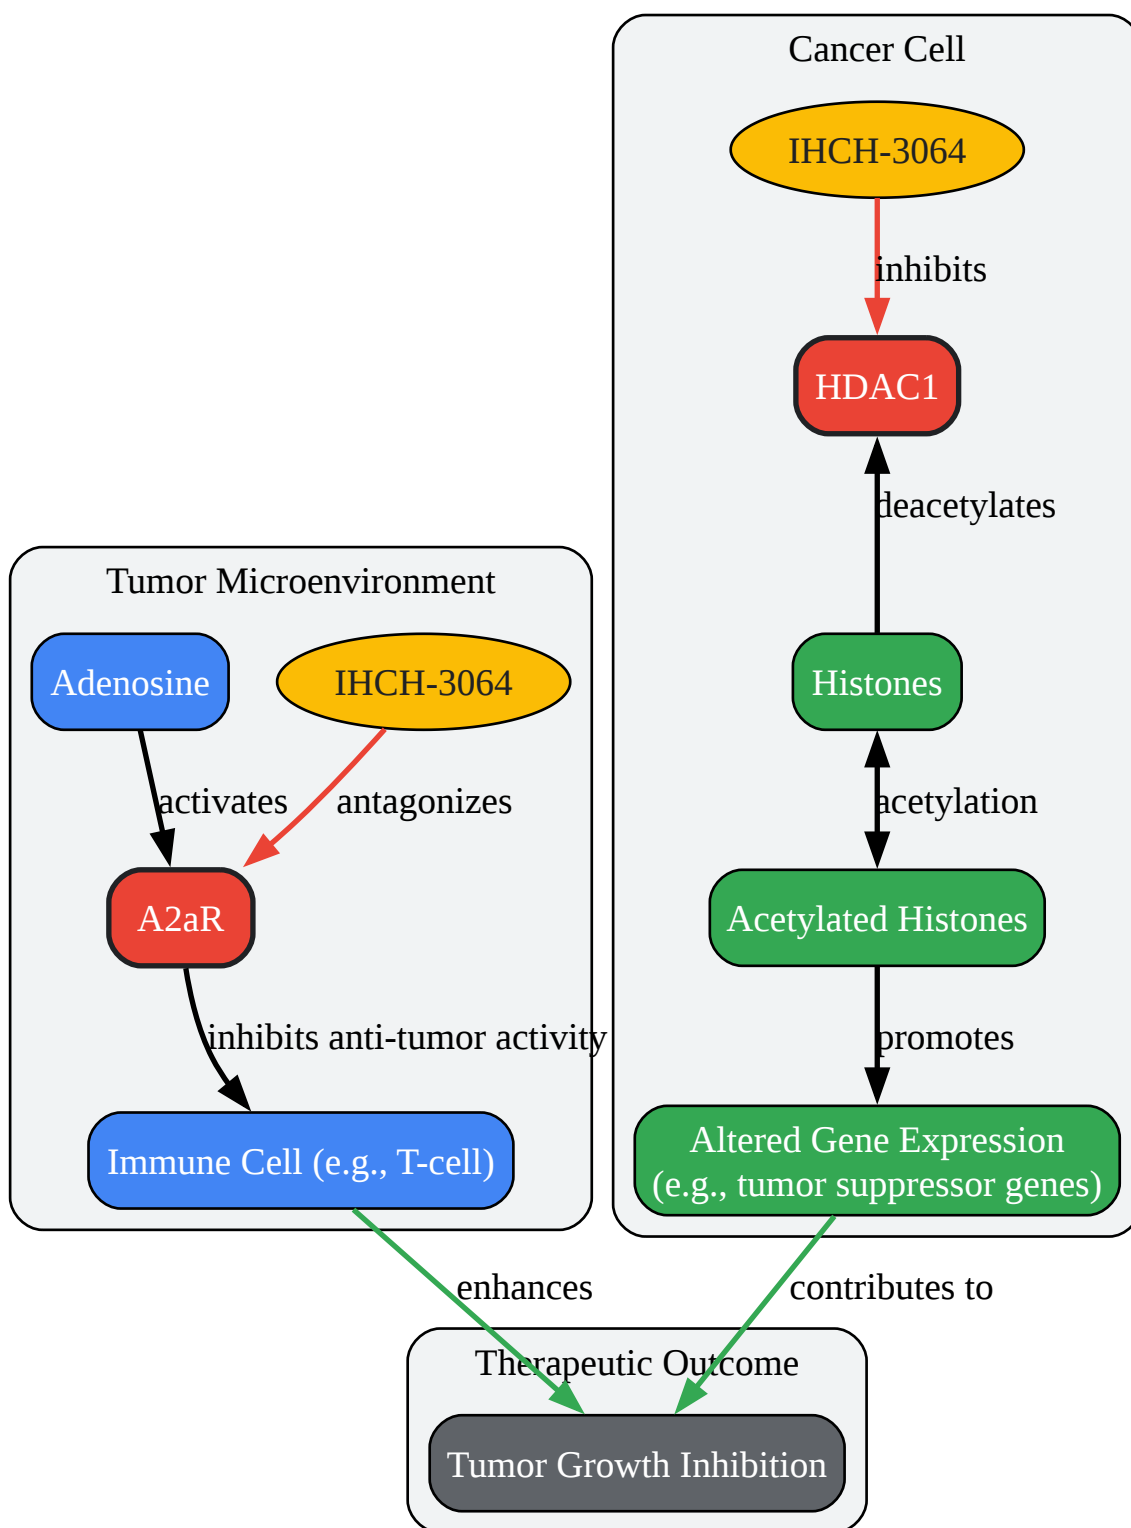 Cancer Cell
IHCH-3064
inhibits
HDAC1
deacetylates
Histones
acetylation
Acetylated Histones
promotes
Altered Gene Expression
(e.g., tumor suppressor genes)
contributes to
Tumor Microenvironment
Adenosine
IHCH-3064
activates
antagonizes
A2aR
inhibits anti-tumor activity
Immune Cell (e.g., T-cell)
enhances
Therapeutic Outcome
Tumor Growth Inhibition